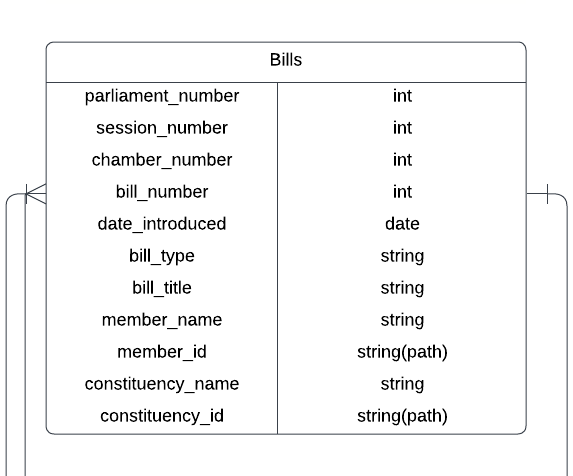 Bills
parliament_number int
session_number int
chamber_number int
bill_number int
date_introduced date
bill_type string
bill_title string
member_name string
member_id string(path)
constituency_name string
constituency_id string(path)